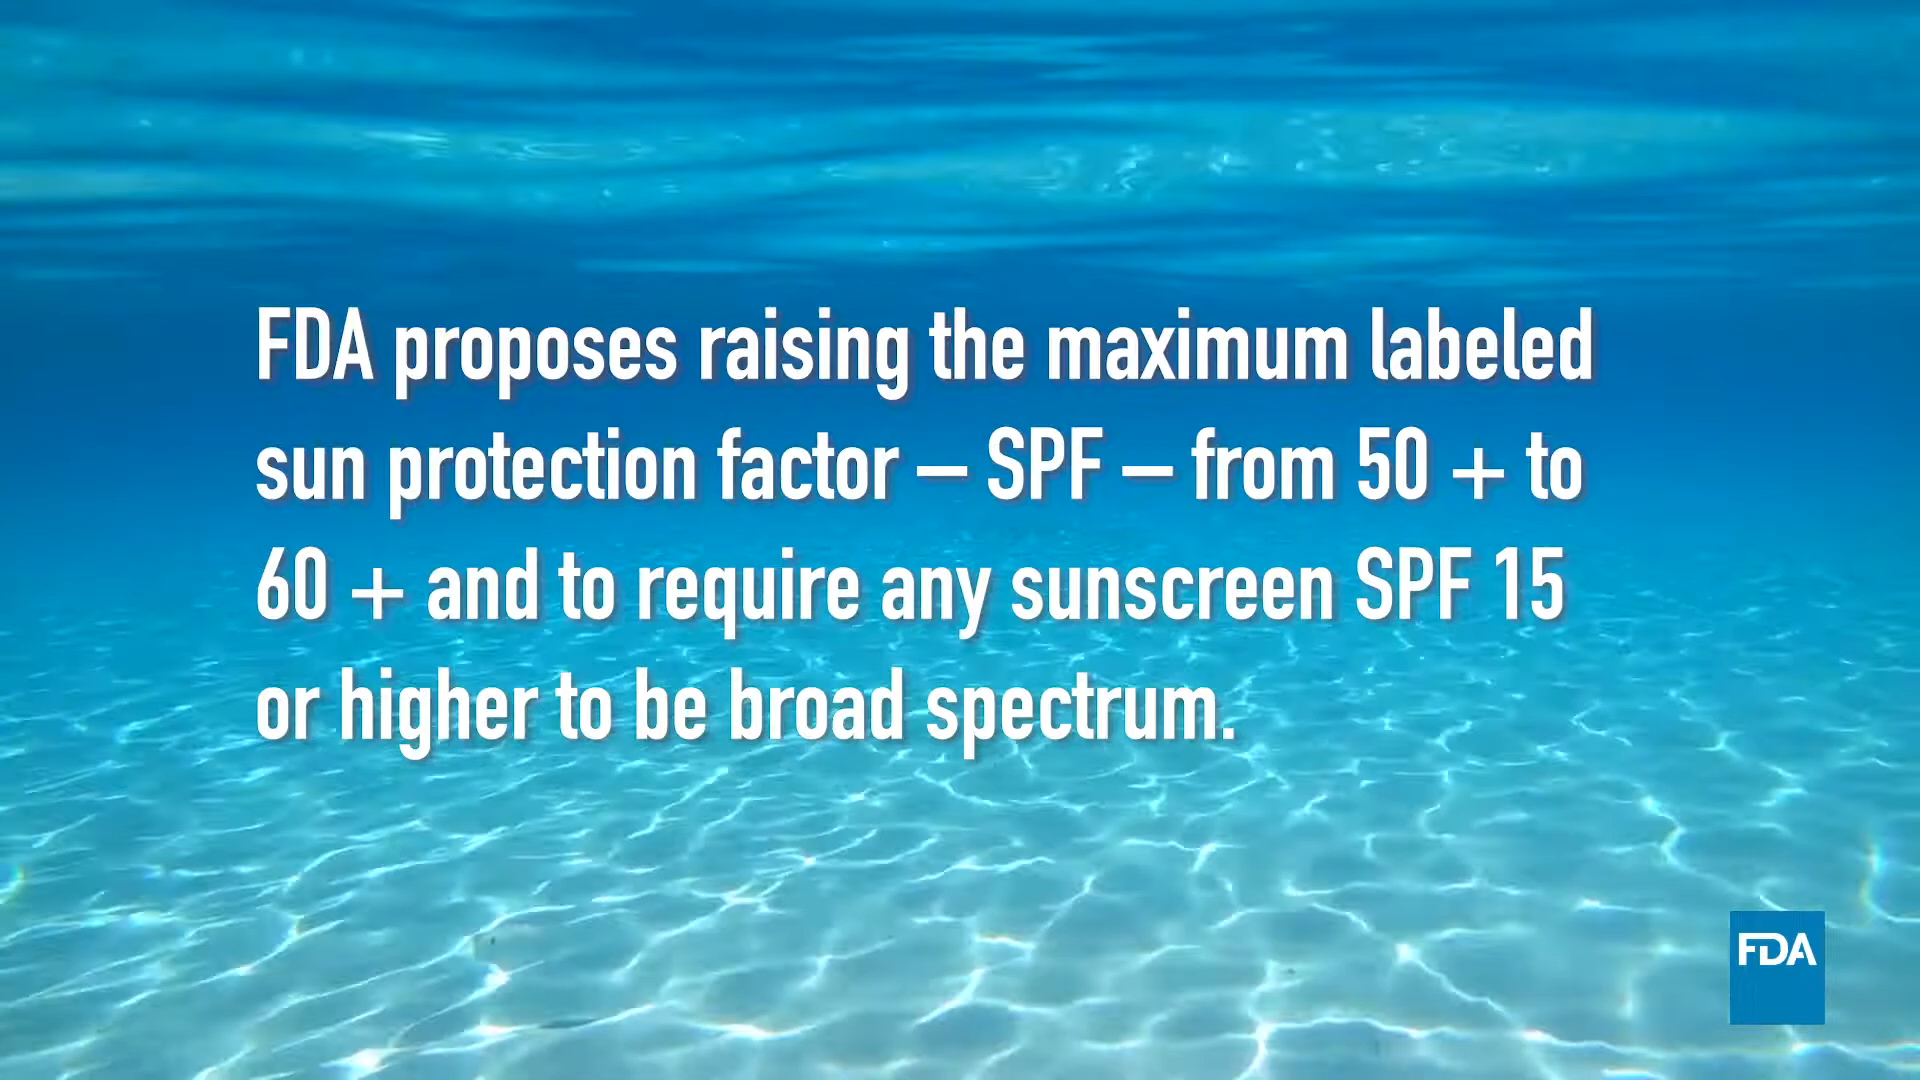 FDA proposes raising the maximum labeled
sun protection factor – SPF – from 50 + to
60 + and to require any sunscreen SPF 15
or higher to be broad spectrum.
FDA